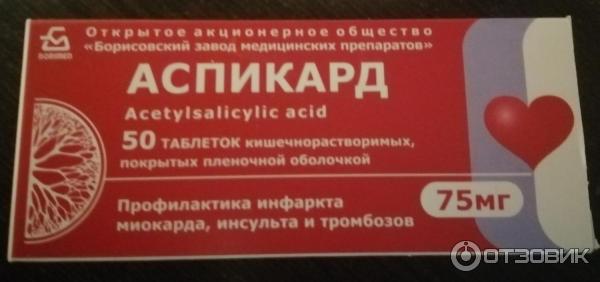 Открытое акционерное общество
BORIMED
«Борисовский завод медицинских препаратов»
АСПИКАРД
Acetylsalicylic acid
50 ТАБЛЕТОК кишечнорастворимых,
покрытых пленочной оболочкой
Профилактика инфаркта
миокарда, инсульта и тромбозов
75мг
ОТЗОВИК